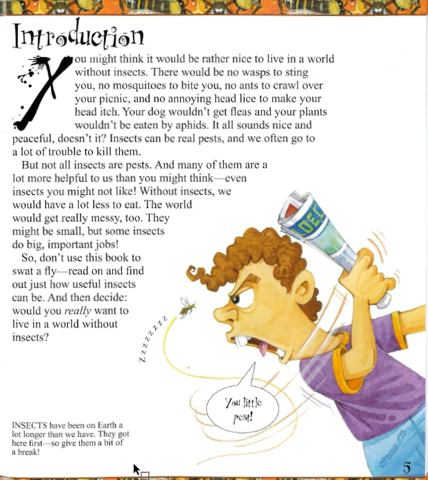 Introduction
You might think it would be rather nice to live in a world
without insects. There would be no wasps to sting
you, no mosquitoes to bite you, no ants to crawl over
your picnic, and no annoying head lice to make your
head itch. Your dog wouldn't get fleas and your plants
wouldn't be eaten by aphids. It all sounds nice and
peaceful, doesn't it? Insects can be real pests, and we often go to
a lot of trouble to kill them.
But not all insects are pests. And many of them are a
lot more helpful to us than you might think—even
insects you might not like! Without insects, we
would have a lot less to eat. The world
would get really messy, too. They
might be small, but some insects
do big, important jobs!
So, don't use this book to
swat a fly—read on and find
out just how useful insects
can be. And then decide:
would you really want to
live in a world without
insects?
DEC
Zzzzzzzz
You little
pest!
INSECTS have been on Earth a
lot longer than we have. They got
here first—so give them a bit of
a break!
5